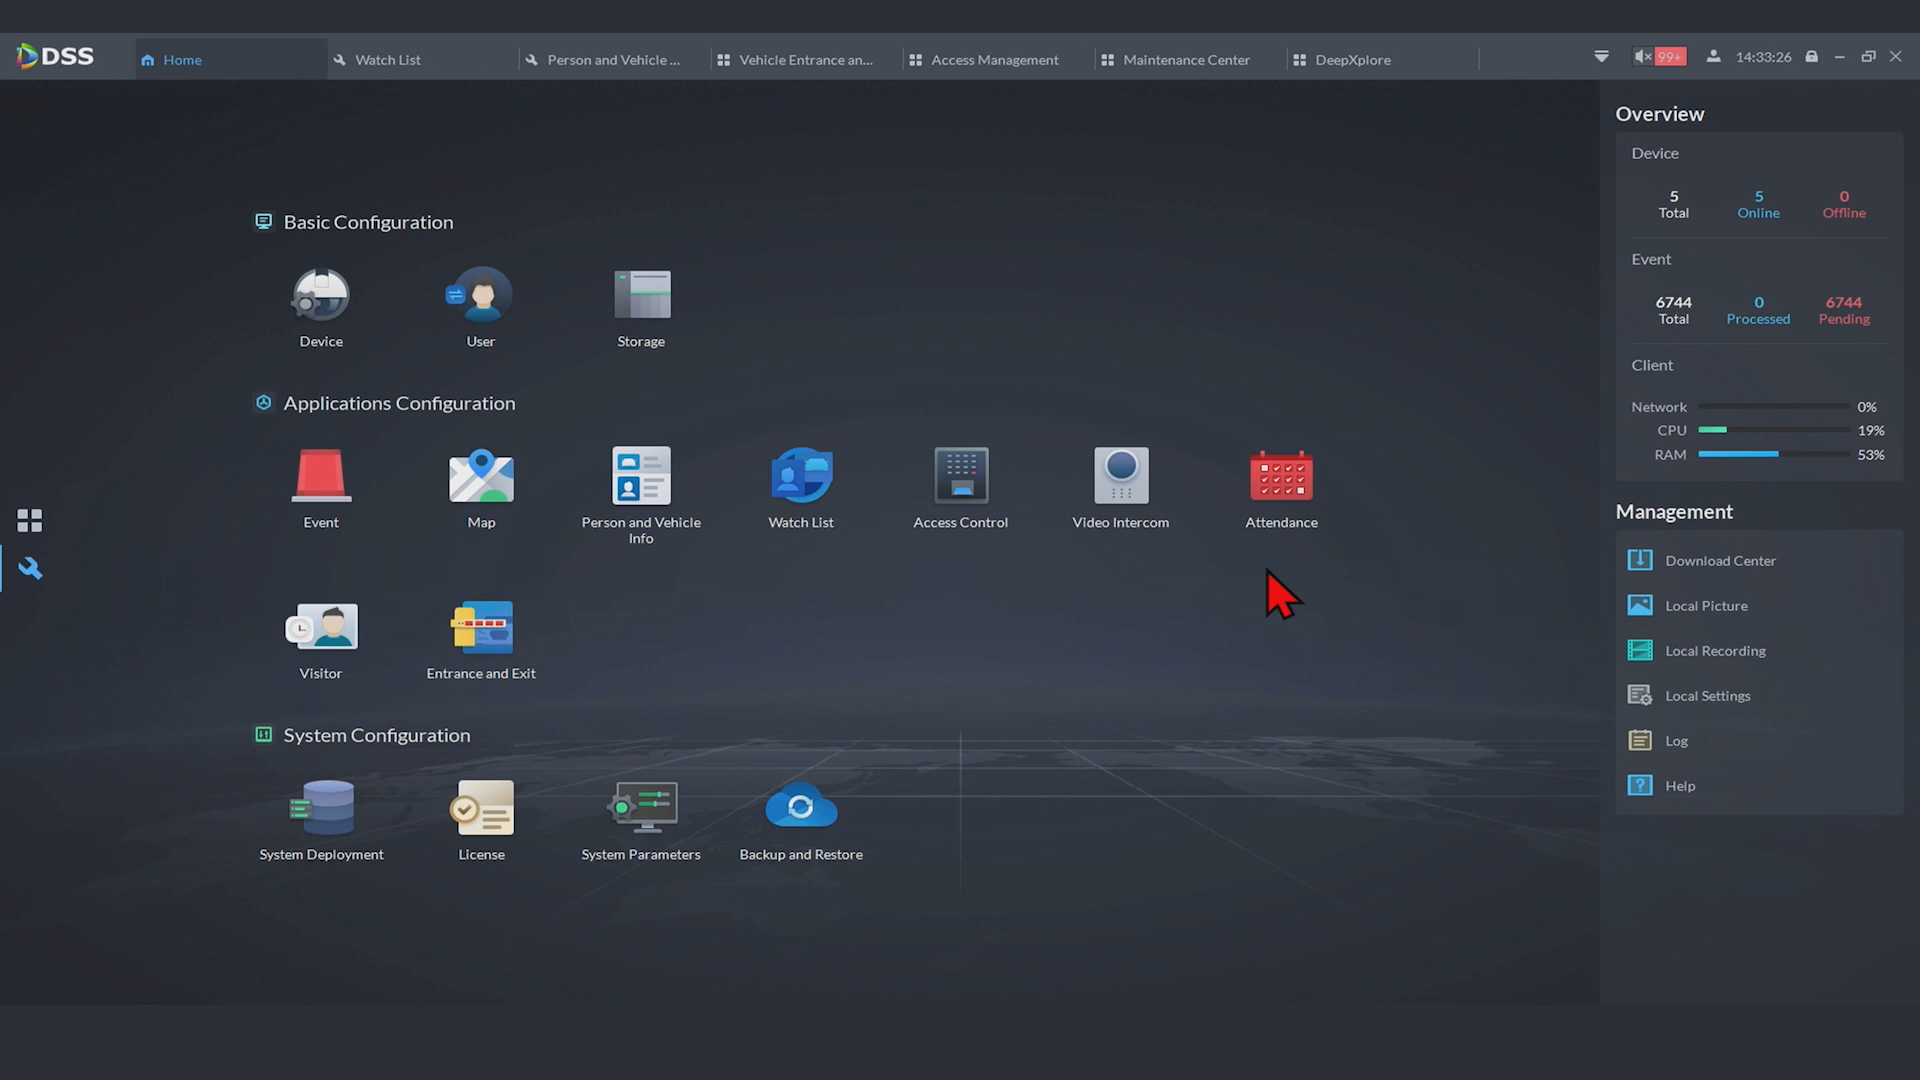 DSS
Home
Watch List
Person and Vehicle ...
Vehicle Entrance an...
Access Management
Maintenance Center
DeepXplore
99+
14:33:26
Basic Configuration
Device
User
Storage
Applications Configuration
Event
Map
Person and Vehicle
Info
Watch List
Access Control
Video Intercom
Attendance
Visitor
Entrance and Exit
System Configuration
System Deployment
License
System Parameters
Backup and Restore
Overview
Device
5 5 0
Total Online Offline
Event
6744 0 6744
Total Processed Pending
Client
Network 0%
CPU 19%
RAM 53%
Management
Download Center
Local Picture
Local Recording
Local Settings
Log
Help